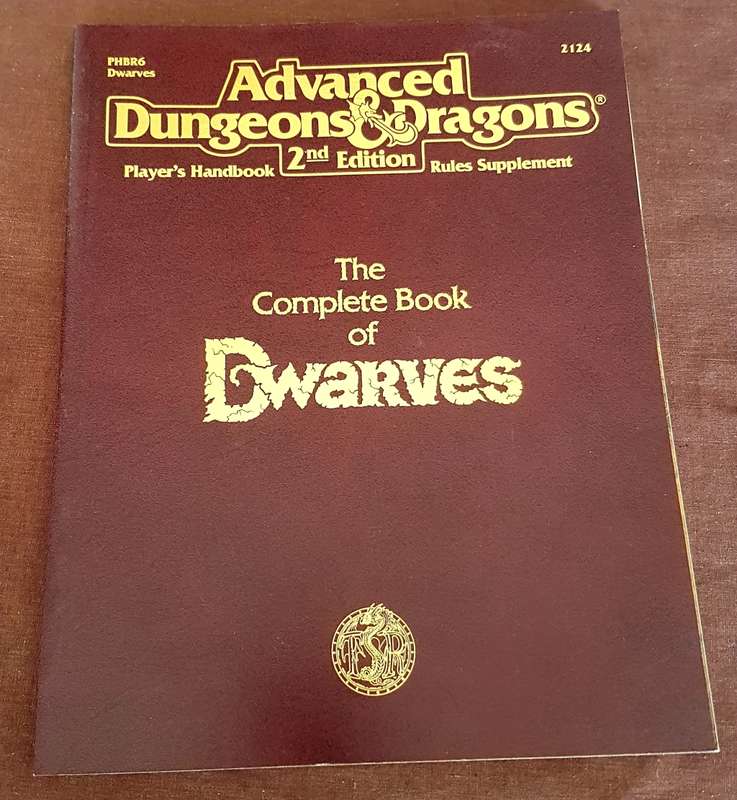 PHBR6
Dwarves
2124
Advanced
Dungeons & Dragons®
2nd Edition
Player's Handbook
Rules Supplement
The
Complete Book
of
Dwarves
TSR